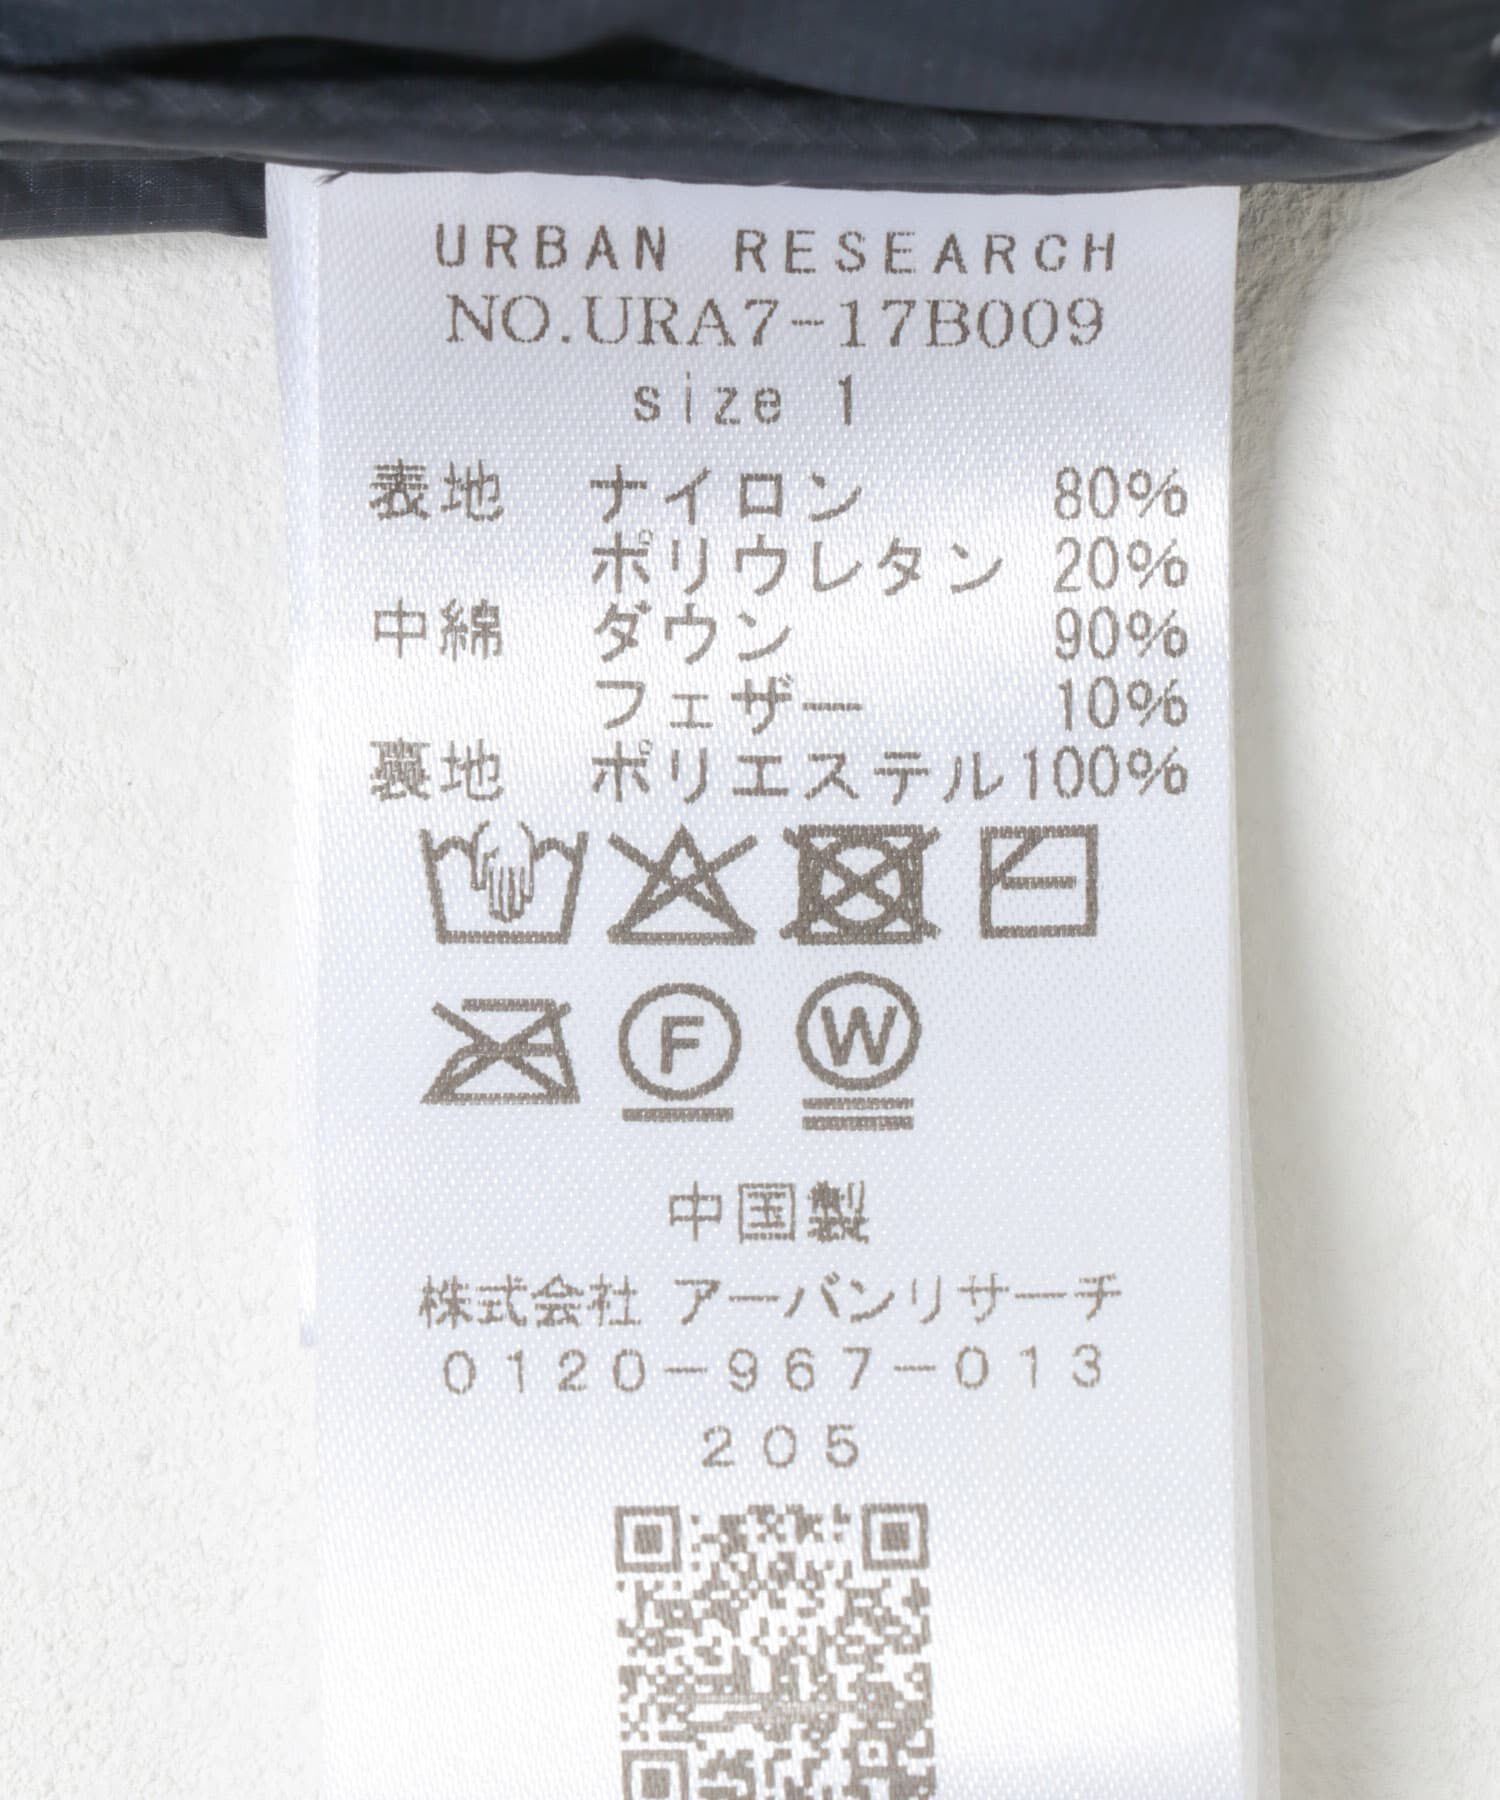 URBAN RESEARCH
NO.URA7-17B009
size 1
表地 ナイロン 80%
ポリウレタン 20%
中綿 ダウン 90%
フェザー 10%
裏地 ポリエステル 100%
F W
中国製
株式会社 アーバンリサーチ
0120-967-013
205